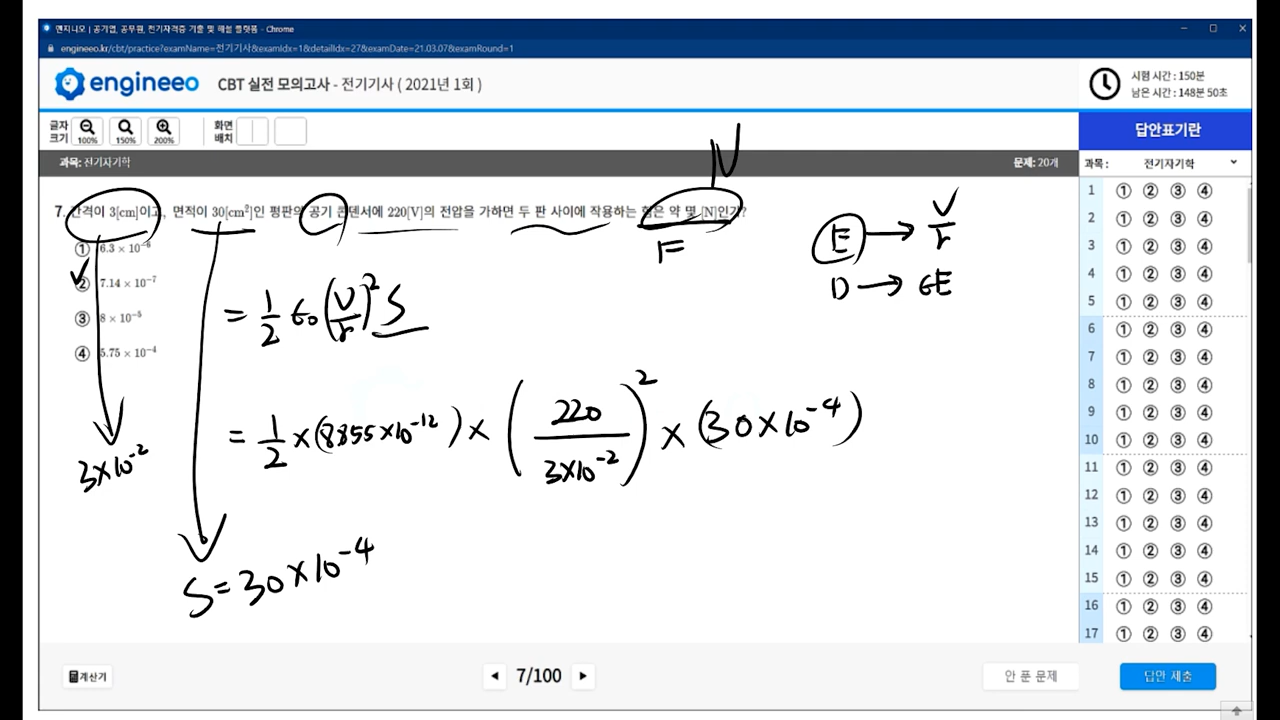 엔지니오 | 공기업, 공무원, 전기자격증 기출 및 해설 플랫폼 - Chrome
engineeo.kr/cbt/practice?examName=전기기사&examIdx=1&detailIdx=27&examDate=21.03.07&examRound=1
engineeo CBT 실전 모의고사 - 전기기사 ( 2021년 1회 )
시험 시간 : 150분
남은 시간 : 148분 50초
글자 크기 100% 150% 200% 화면 배치
답안표기란
과목: 전기자기학 문제: 20개
과목 : 전기자기학
N
7. 간격이 3[cm]이고, 면적이 30[cm²]인 평판의 공기 콘덴서에 220[V]의 전압을 가하면 두 판 사이에 작용하는 힘은 약 몇 [N]인가?
F
① 6.3 × 10⁻⁶
② 7.14 × 10⁻⁷
③ 8 × 10⁻⁵
④ 5.75 × 10⁻⁴
E → V/r
D → εE
= 1/2 ε₀ (V/r)² S
= 1/2 × (8.855×10⁻¹²) × (220 / 3×10⁻²)² × (30×10⁻⁴)
3×10⁻²
S = 30×10⁻⁴
1 ① ② ③ ④
2 ① ② ③ ④
3 ① ② ③ ④
4 ① ② ③ ④
5 ① ② ③ ④
6 ① ② ③ ④
7 ① ② ③ ④
8 ① ② ③ ④
9 ① ② ③ ④
10 ① ② ③ ④
11 ① ② ③ ④
12 ① ② ③ ④
13 ① ② ③ ④
14 ① ② ③ ④
15 ① ② ③ ④
16 ① ② ③ ④
17 ① ② ③ ④
계산기
◀ 7/100 ▶
안 푼 문제
답안 제출